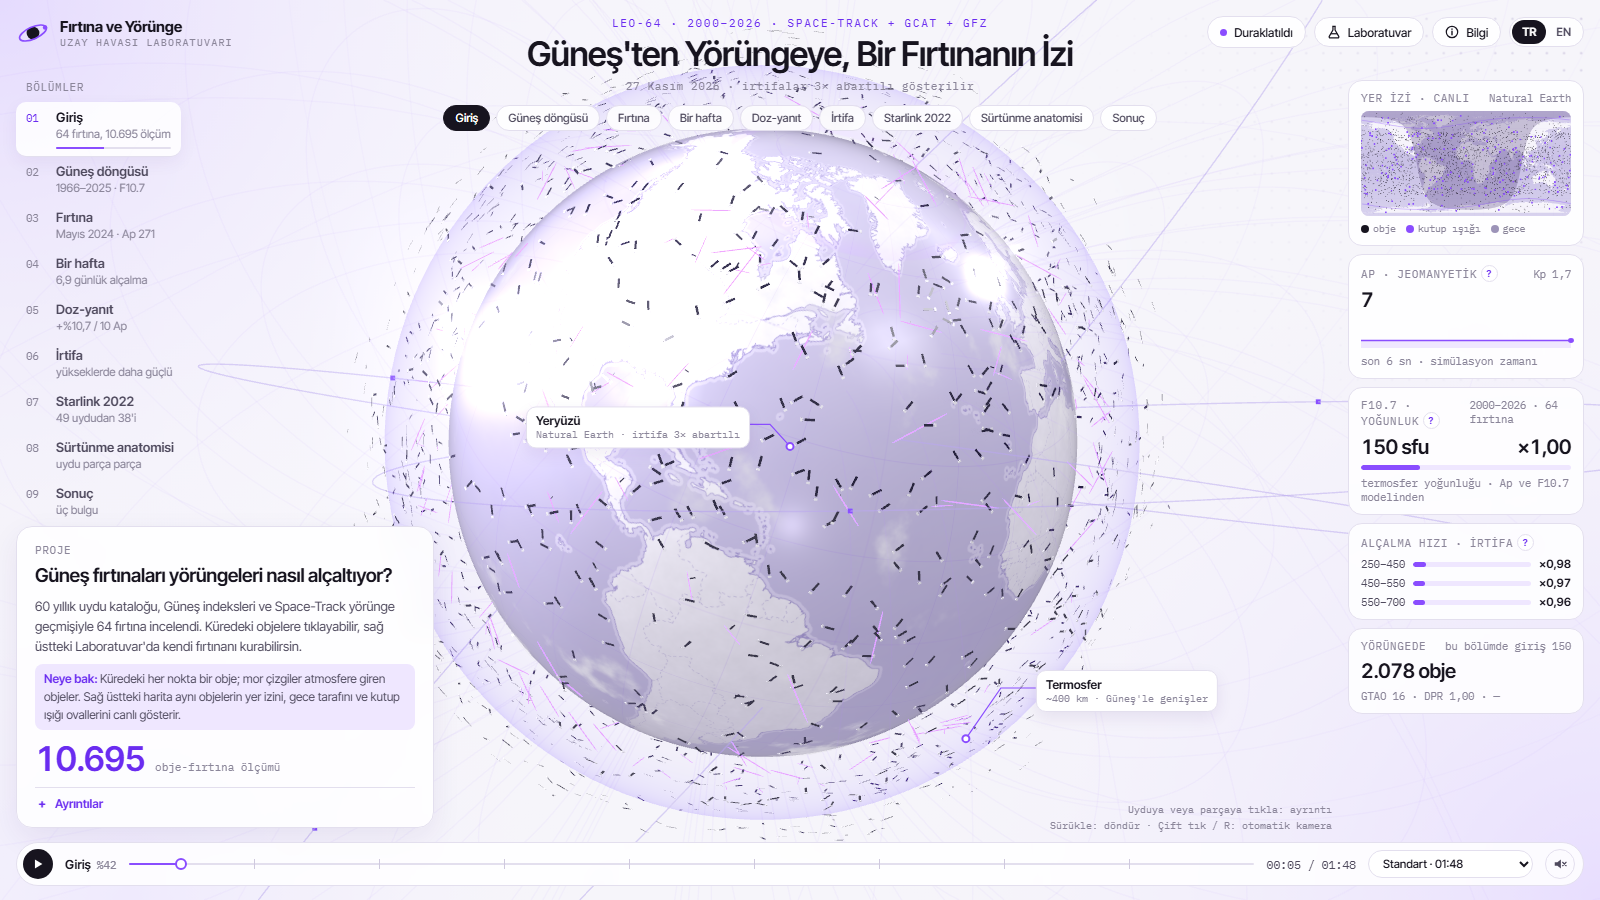 Fırtına ve Yörünge
UZAY HAVASI LABORATUVARI
LEO-64 · 2000–2026 · SPACE-TRACK + GCAT + GFZ
Güneş'ten Yörüngeye, Bir Fırtınanın İzi
27 Kasım 2026 · irtifalar 3× abartılı gösterilir
Duraklatıldı
Laboratuvar
Bilgi
TR
EN
Giriş
Güneş döngüsü
Fırtına
Bir hafta
Doz-yanıt
İrtifa
Starlink 2022
Sürtünme anatomisi
Sonuç
BÖLÜMLER
01 Giriş
64 fırtına, 10.695 ölçüm
02 Güneş döngüsü
1966–2025 · F10.7
03 Fırtına
Mayıs 2024 · Ap 271
04 Bir hafta
6,9 günlük alçalma
05 Doz-yanıt
+%10,7 / 10 Ap
06 İrtifa
yükseklerde daha güçlü
07 Starlink 2022
49 uydudan 38'i
08 Sürtünme anatomisi
uydu parça parça
09 Sonuç
üç bulgu
PROJE
Güneş fırtınaları yörüngeleri nasıl alçaltıyor?
60 yıllık uydu kataloğu, Güneş indeksleri ve Space-Track yörünge
geçmişiyle 64 fırtına incelendi. Küredeki objelere tıklayabilir, sağ
üstteki Laboratuvar'da kendi fırtınanı kurabilirsin.
Neye bak: Küredeki her nokta bir obje; mor çizgiler atmosfere giren
objeler. Sağ üstteki harita aynı objelerin yer izini, gece tarafını ve kutup
ışığı ovallerini canlı gösterir.
10.695 obje-fırtına ölçümü
+ Ayrıntılar
Yeryüzü
Natural Earth · irtifa 3× abartılı
Termosfer
~400 km · Güneş'le genişler
YER İZİ · CANLI Natural Earth
obje kutup ışığı gece
AP · JEOMANYETİK ? Kp 1,7
7
son 6 sn · simülasyon zamanı
F10.7 · YOĞUNLUK ? 2000–2026 · 64 fırtına
150 sfu ×1,00
termosfer yoğunluğu · Ap ve F10.7
modelinden
ALÇALMA HIZI · İRTİFA ?
250–450 ×0,98
450–550 ×0,97
550–700 ×0,96
YÖRÜNGEDE bu bölümde giriş 150
2.078 obje
GTAO 16 · DPR 1,00 · —
Uyduya veya parçaya tıkla: ayrıntı
Sürükle: döndür · Çift tık / R: otomatik kamera
Giriş %42
00:05 / 01:48
Standart · 01:48